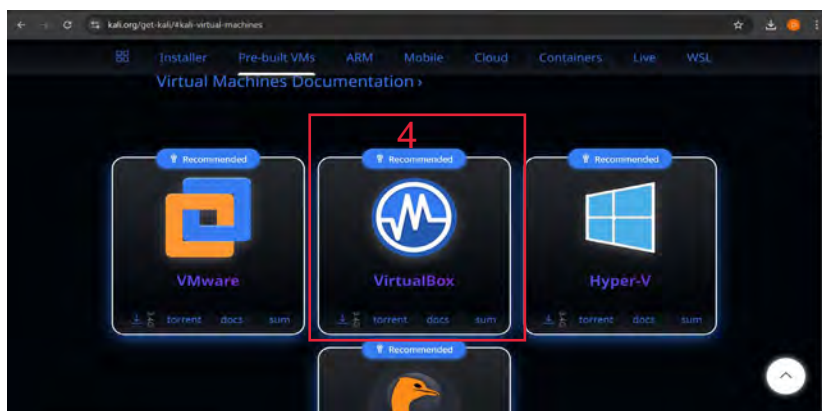 kali.org/get-kali/#kali-virtual-machines
Installer Pre-built VMs ARM Mobile Cloud Containers Live WSL
Virtual Machines Documentation ›
4
Recommended Recommended Recommended
VMware VirtualBox Hyper-V
torrent docs sum torrent docs sum torrent docs sum
Recommended